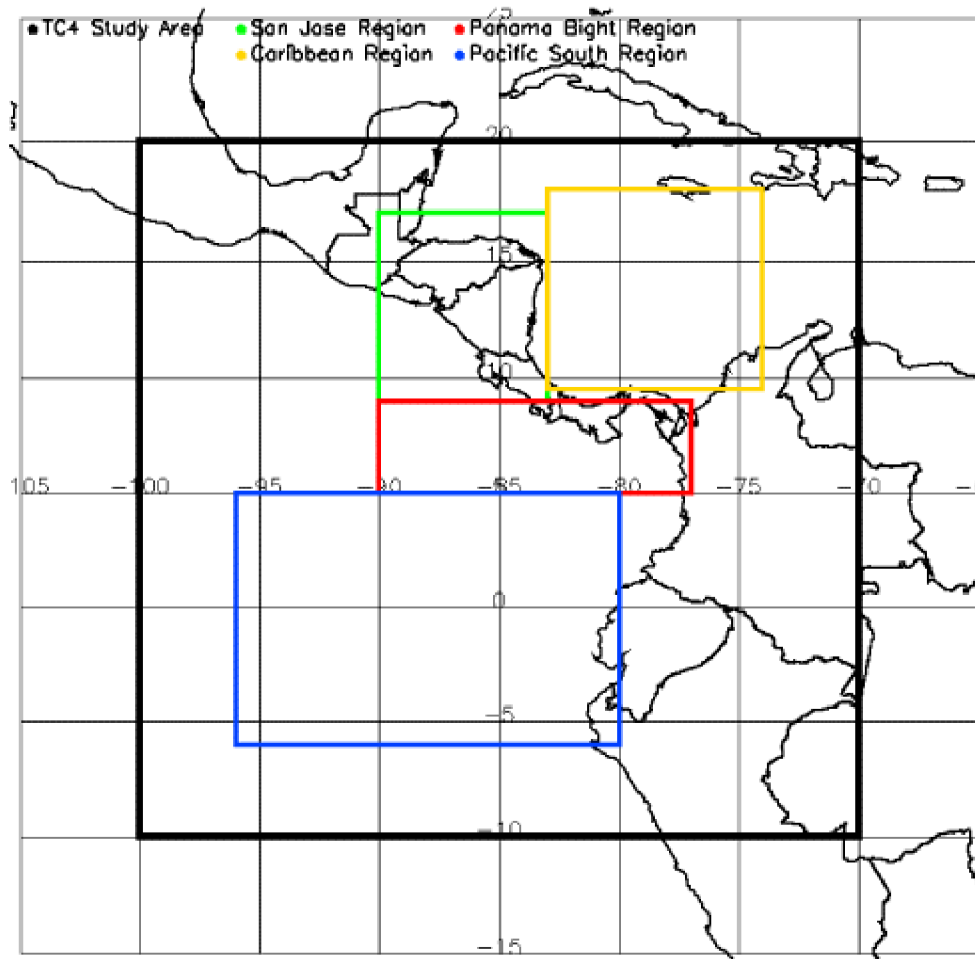 TC4 Study Area San Jase Region Panama Bight Region
Caribbean Region Pacific South Region
20
15
10
105 -100 -95 -90 -85 -80 -75 -70
0
-5
-10
-15